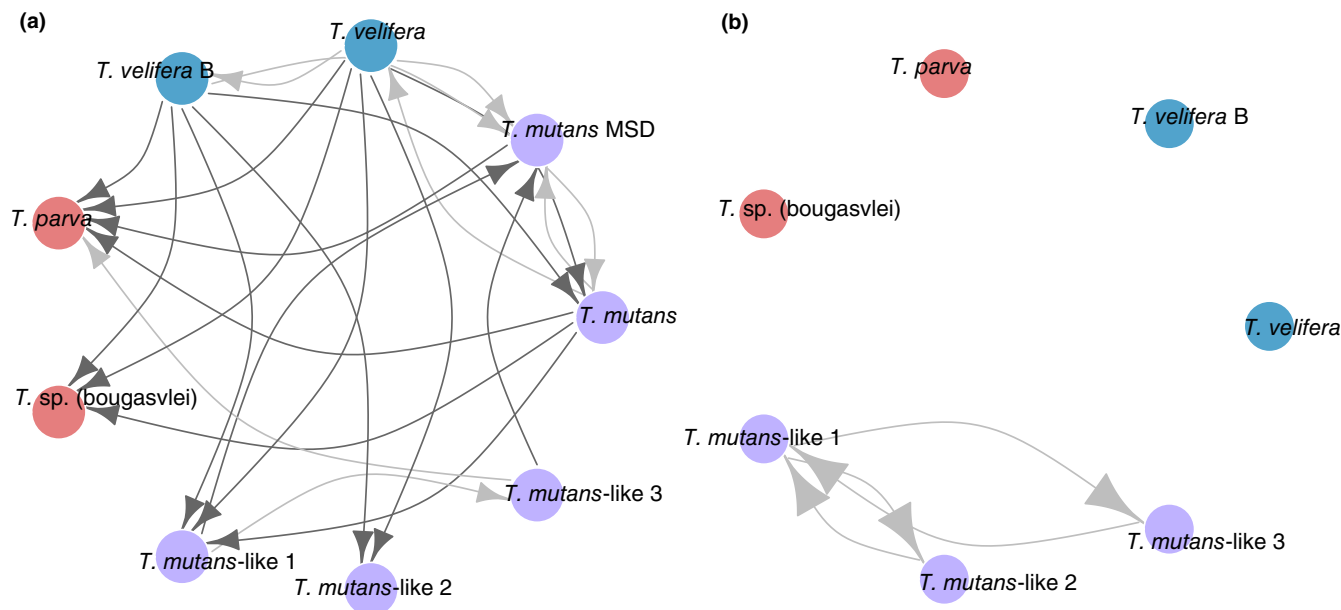 (a)
T. velifera
T. velifera B
T. mutans MSD
T. parva
T. mutans
T. sp. (bougasvlei)
T. mutans-like 3
T. mutans-like 1
T. mutans-like 2
(b)
T. parva
T. velifera B
T. sp. (bougasvlei)
T. velifera
T. mutans-like 1
T. mutans-like 3
T. mutans-like 2